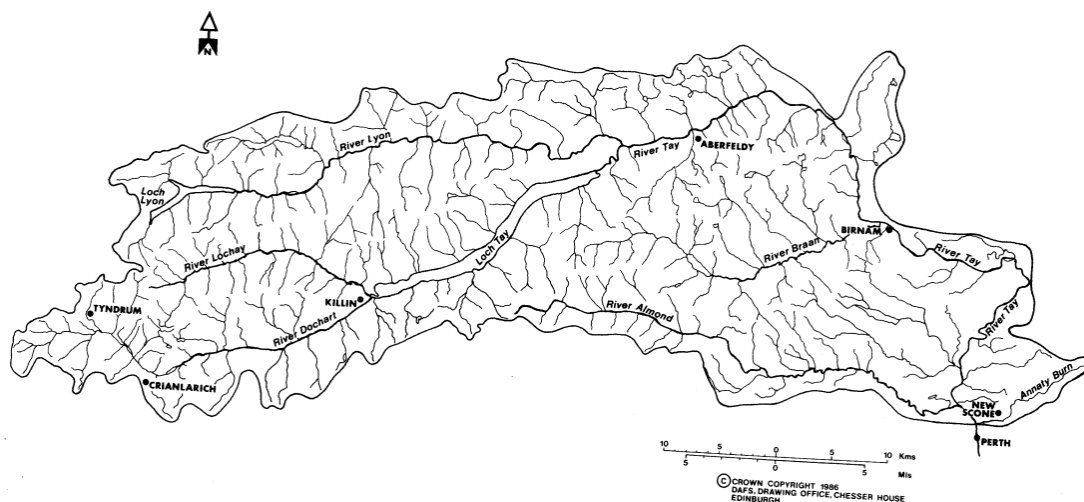 N
River Lyon
River Tay
ABERFELDY
Loch
Lyon
BIRNAM
River Lochay
Loch Tay
River Braan
River Tay
KILLIN
TYNDRUM
River Dochart
River Almond
River Tay
CRIANLARICH
Annaty Burn
NEW
SCONE
PERTH
10 5 0 5 10 Kms
5 0 5 Mls
© CROWN COPYRIGHT 1986
DAFS, DRAWING OFFICE, CHESSER HOUSE
EDINBURGH